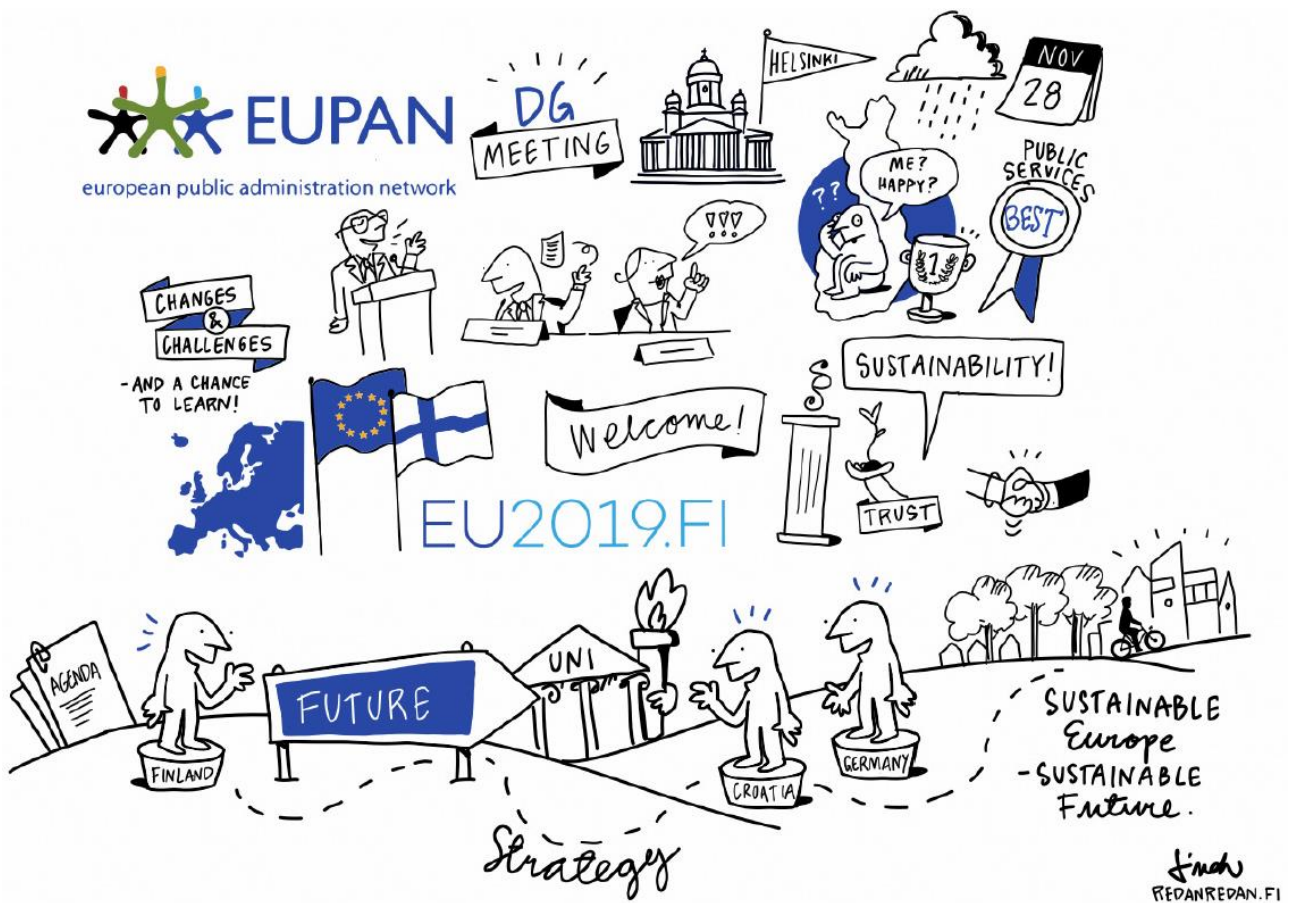 EUPAN
european public administration network
DG
MEETING
HELSINKI
NOV
28
??
ME?
HAPPY?
1
PUBLIC
SERVICES
BEST
!!!
CHANGES
&
CHALLENGES
- AND A CHANCE
TO LEARN!
Welcome!
§
SUSTAINABILITY!
TRUST
EU2019.FI
AGENDA
FINLAND
FUTURE
UNI
CROATIA
GERMANY
Strategy
SUSTAINABLE
Europe
- SUSTAINABLE
Future.
REDANREDAN.FI